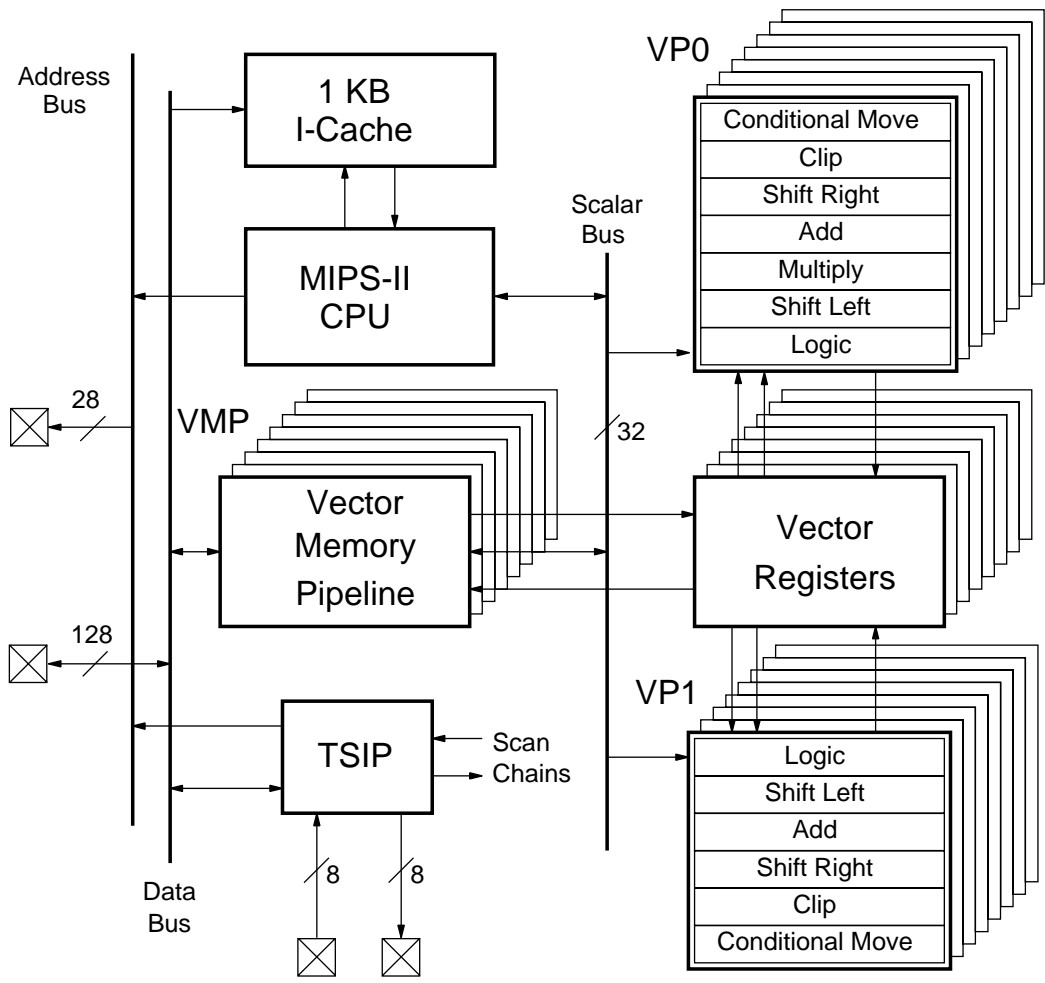 Address
Bus
1 KB
I-Cache
MIPS-II
CPU
28
VMP
Vector
Memory
Pipeline
128
TSIP
Scan
Chains
8
8
Data
Bus
Scalar
Bus
32
VP0
Conditional Move
Clip
Shift Right
Add
Multiply
Shift Left
Logic
Vector
Registers
VP1
Logic
Shift Left
Add
Shift Right
Clip
Conditional Move